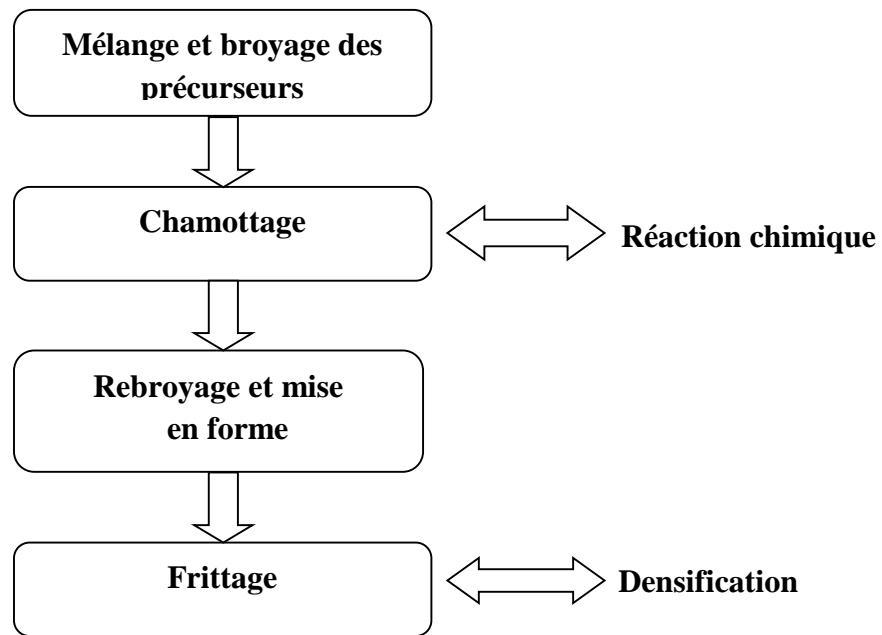 Mélange et broyage des
précurseurs
Chamottage
Réaction chimique
Rebroyage et mise
en forme
Frittage
Densification